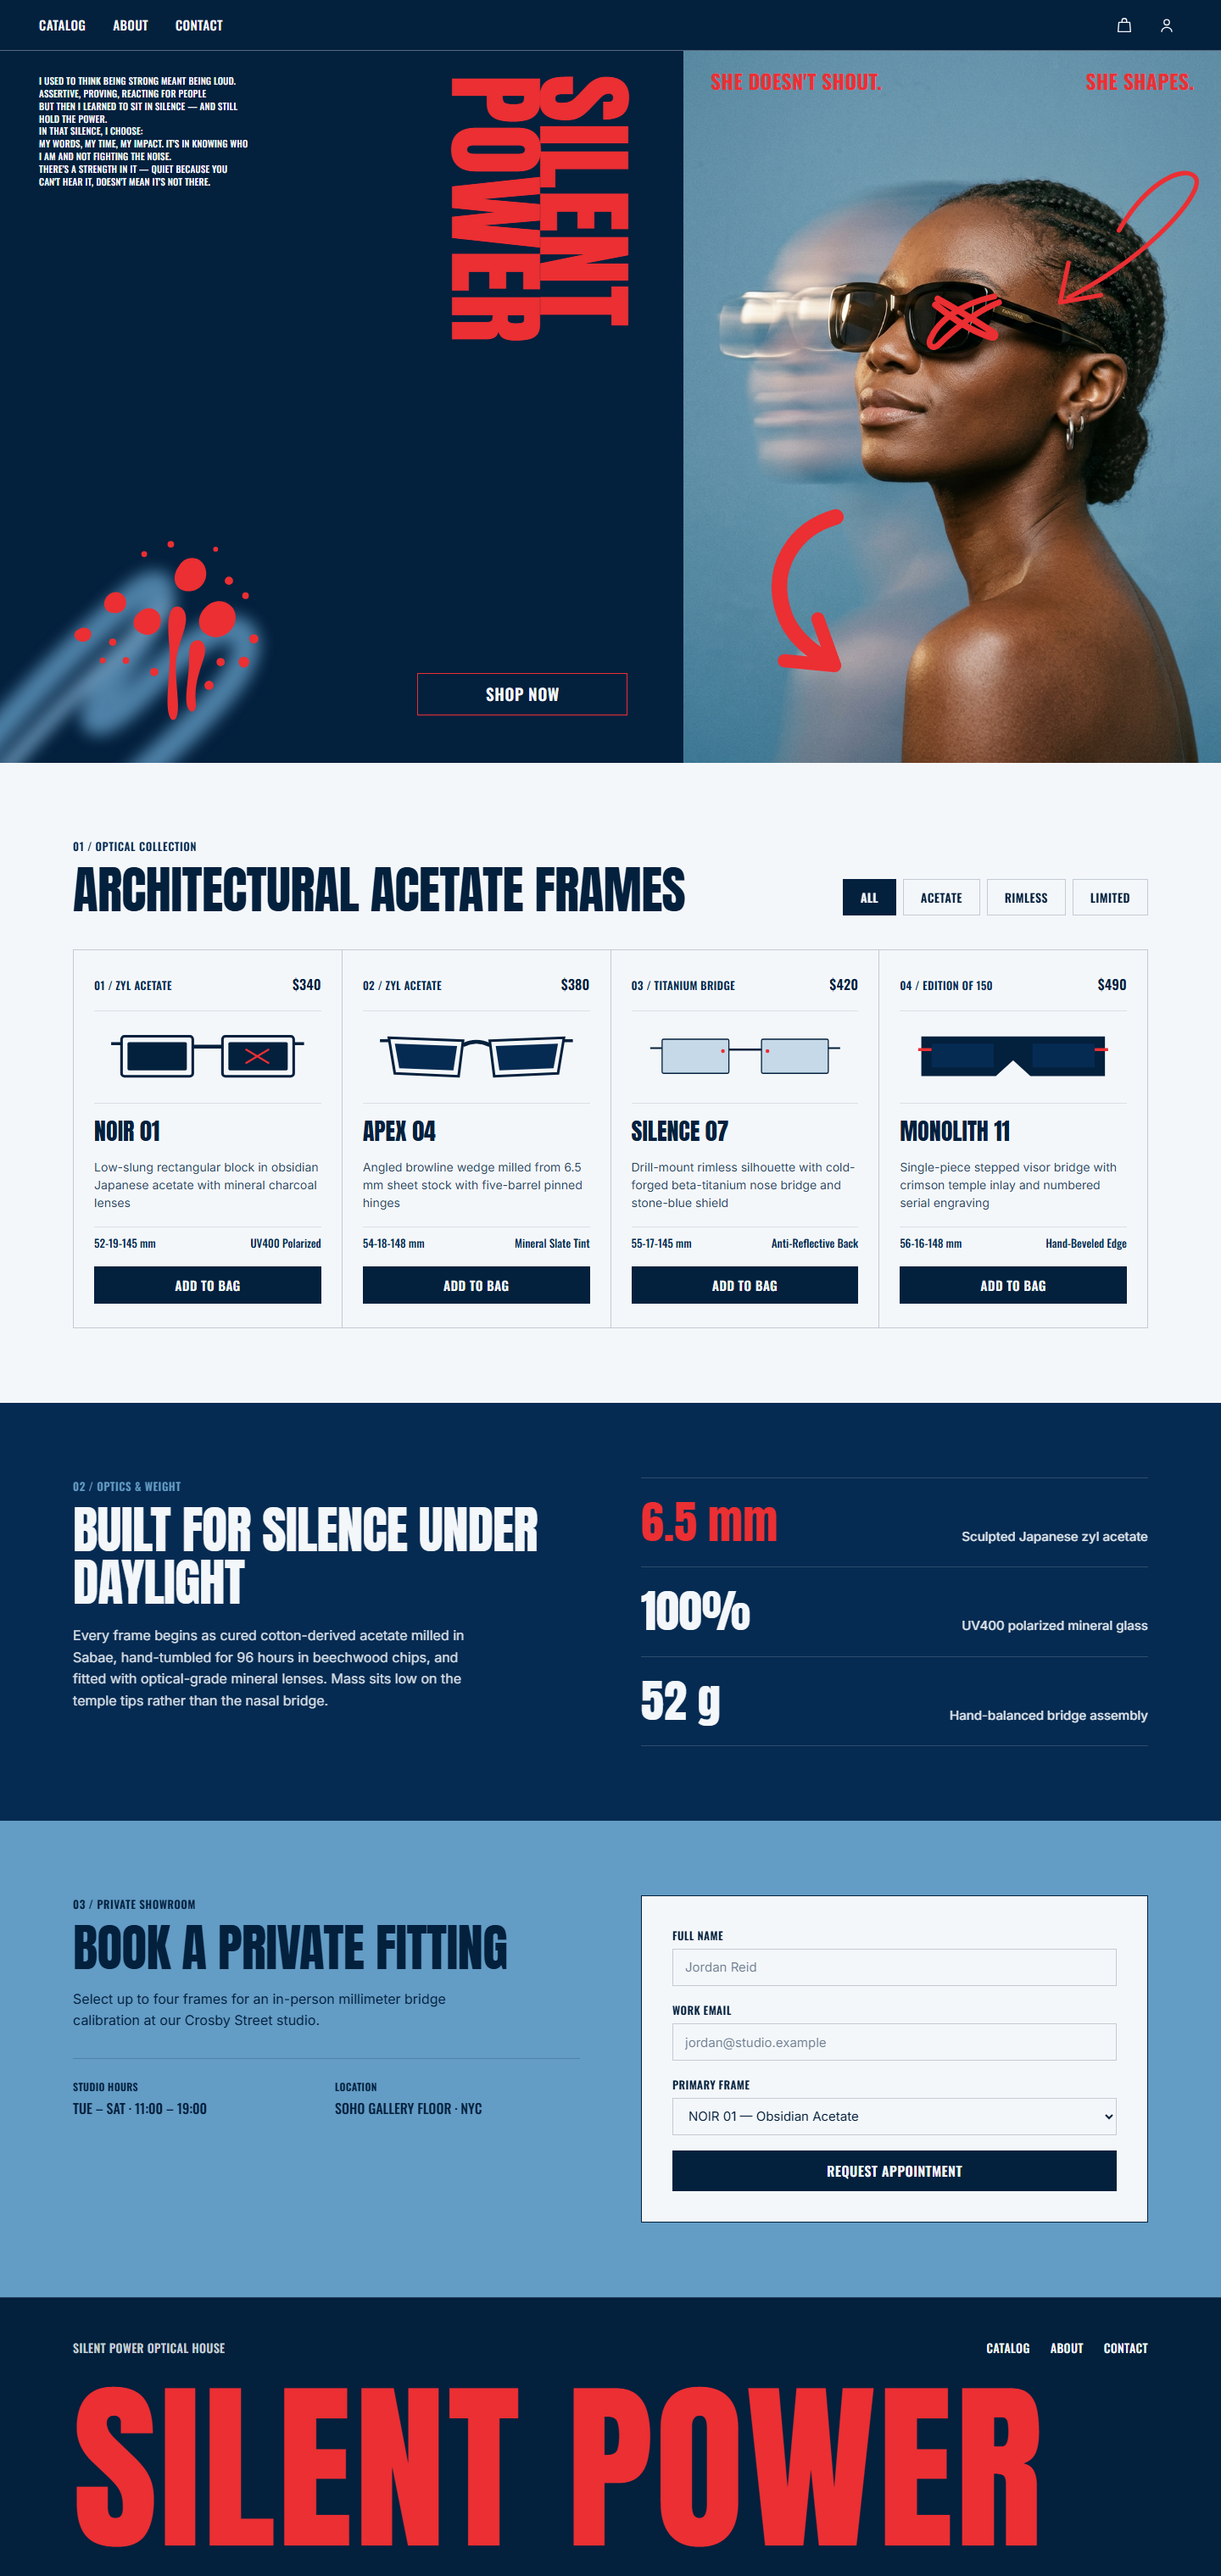 CATALOG ABOUT CONTACT
I USED TO THINK BEING STRONG MEANT BEING LOUD.
ASSERTIVE, PROVING, REACTING FOR PEOPLE
BUT THEN I LEARNED TO SIT IN SILENCE — AND STILL
HOLD THE POWER.
IN THAT SILENCE, I CHOOSE:
MY WORDS, MY TIME, MY IMPACT. IT'S IN KNOWING WHO
I AM AND NOT FIGHTING THE NOISE.
THERE'S A STRENGTH IN IT — QUIET BECAUSE YOU
CAN'T HEAR IT, DOESN'T MEAN IT'S NOT THERE.
SILENT
POWER
SHOP NOW
SHE DOESN'T SHOUT. SHE SHAPES.
01 / OPTICAL COLLECTION
ARCHITECTURAL ACETATE FRAMES
ALL ACETATE RIMLESS LIMITED
01 / ZYL ACETATE $340
NOIR 01
Low-slung rectangular block in obsidian
Japanese acetate with mineral charcoal
lenses
52-19-145 mm UV400 Polarized
ADD TO BAG
02 / ZYL ACETATE $380
APEX 04
Angled browline wedge milled from 6.5
mm sheet stock with five-barrel pinned
hinges
54-18-148 mm Mineral Slate Tint
ADD TO BAG
03 / TITANIUM BRIDGE $420
SILENCE 07
Drill-mount rimless silhouette with cold-
forged beta-titanium nose bridge and
stone-blue shield
55-17-145 mm Anti-Reflective Back
ADD TO BAG
04 / EDITION OF 150 $490
MONOLITH 11
Single-piece stepped visor bridge with
crimson temple inlay and numbered
serial engraving
56-16-148 mm Hand-Beveled Edge
ADD TO BAG
02 / OPTICS & WEIGHT
BUILT FOR SILENCE UNDER
DAYLIGHT
Every frame begins as cured cotton-derived acetate milled in
Sabae, hand-tumbled for 96 hours in beechwood chips, and
fitted with optical-grade mineral lenses. Mass sits low on the
temple tips rather than the nasal bridge.
6.5 mm Sculpted Japanese zyl acetate
100% UV400 polarized mineral glass
52 g Hand-balanced bridge assembly
03 / PRIVATE SHOWROOM
BOOK A PRIVATE FITTING
Select up to four frames for an in-person millimeter bridge
calibration at our Crosby Street studio.
STUDIO HOURS LOCATION
TUE – SAT · 11:00 – 19:00 SOHO GALLERY FLOOR · NYC
FULL NAME
Jordan Reid
WORK EMAIL
jordan@studio.example
PRIMARY FRAME
NOIR 01 — Obsidian Acetate
REQUEST APPOINTMENT
SILENT POWER OPTICAL HOUSE CATALOG ABOUT CONTACT
SILENT POWER